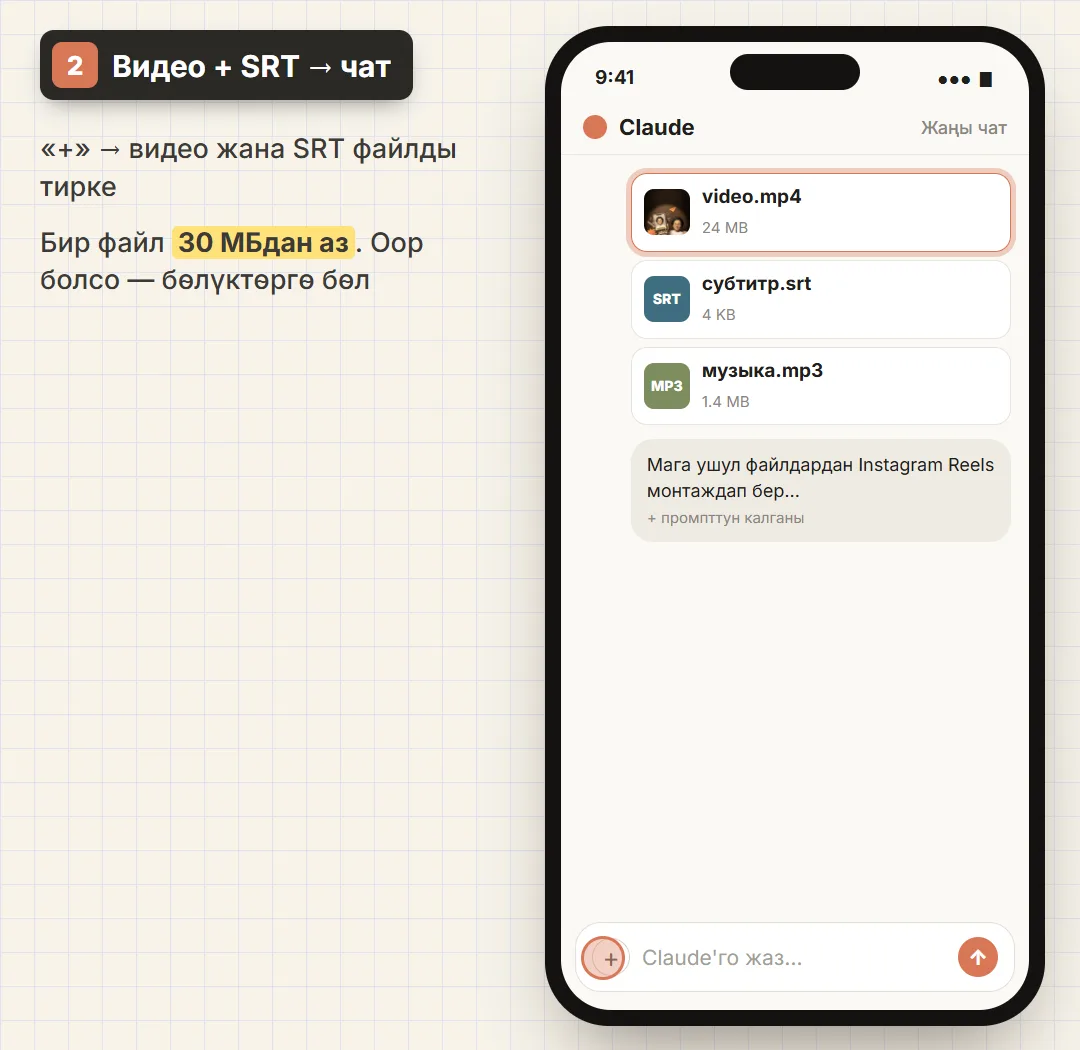 2 Видео + SRT → чат
«+» → видео жана SRT файлды
тирке
Бир файл 30 МБдан аз. Оор
болсо — бөлүктөргө бөл
9:41
Claude
Жаңы чат
video.mp4
24 MB
SRT
субтитр.srt
4 KB
MP3
музыка.mp3
1.4 MB
Мага ушул файлдардан Instagram Reels
монтаждап бер...
+ промпттун калганы
+
Claude'го жаз...